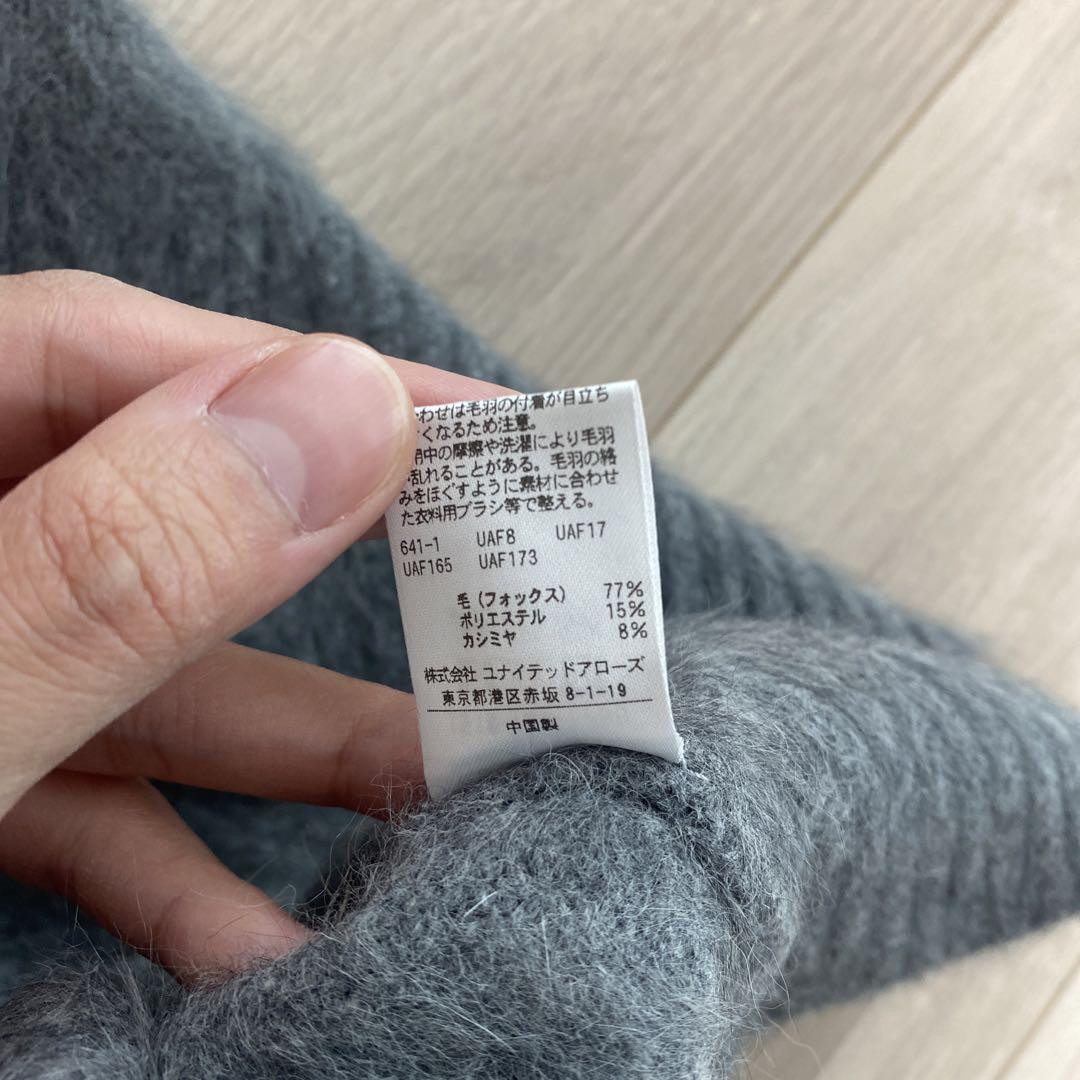 わせは毛羽の付着が目立ち
くなるため注意。
用中の摩擦や洗濯により毛羽
乱れることがある。毛羽の絡
みをほぐすように素材に合わせ
た衣料用ブラシ等で整える。
641-1 UAF8 UAF17
UAF165 UAF173
毛(フォックス) 77%
ポリエステル 15%
カシミヤ 8%
株式会社 ユナイテッドアローズ
東京都港区赤坂 8-1-19
中国製